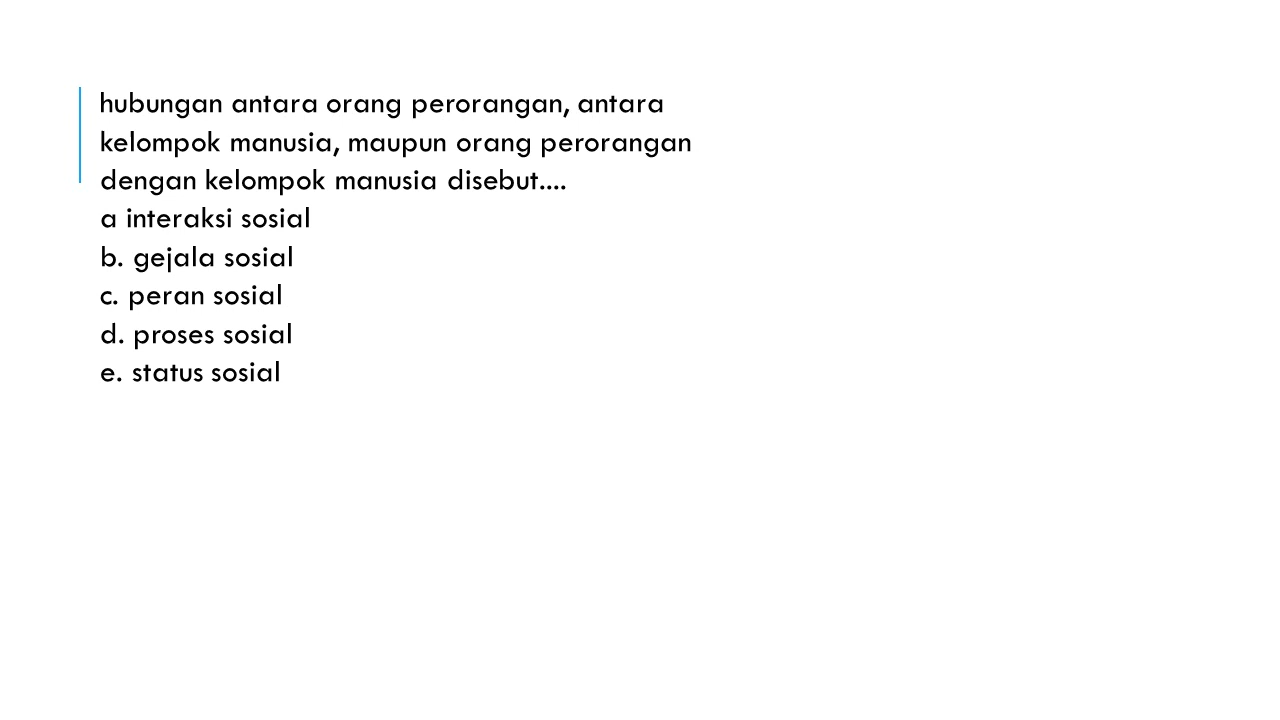 hubungan antara orang perorangan, antara
kelompok manusia, maupun orang perorangan
dengan kelompok manusia disebut....
a interaksi sosial
b. gejala sosial
c. peran sosial
d. proses sosial
e. status sosial